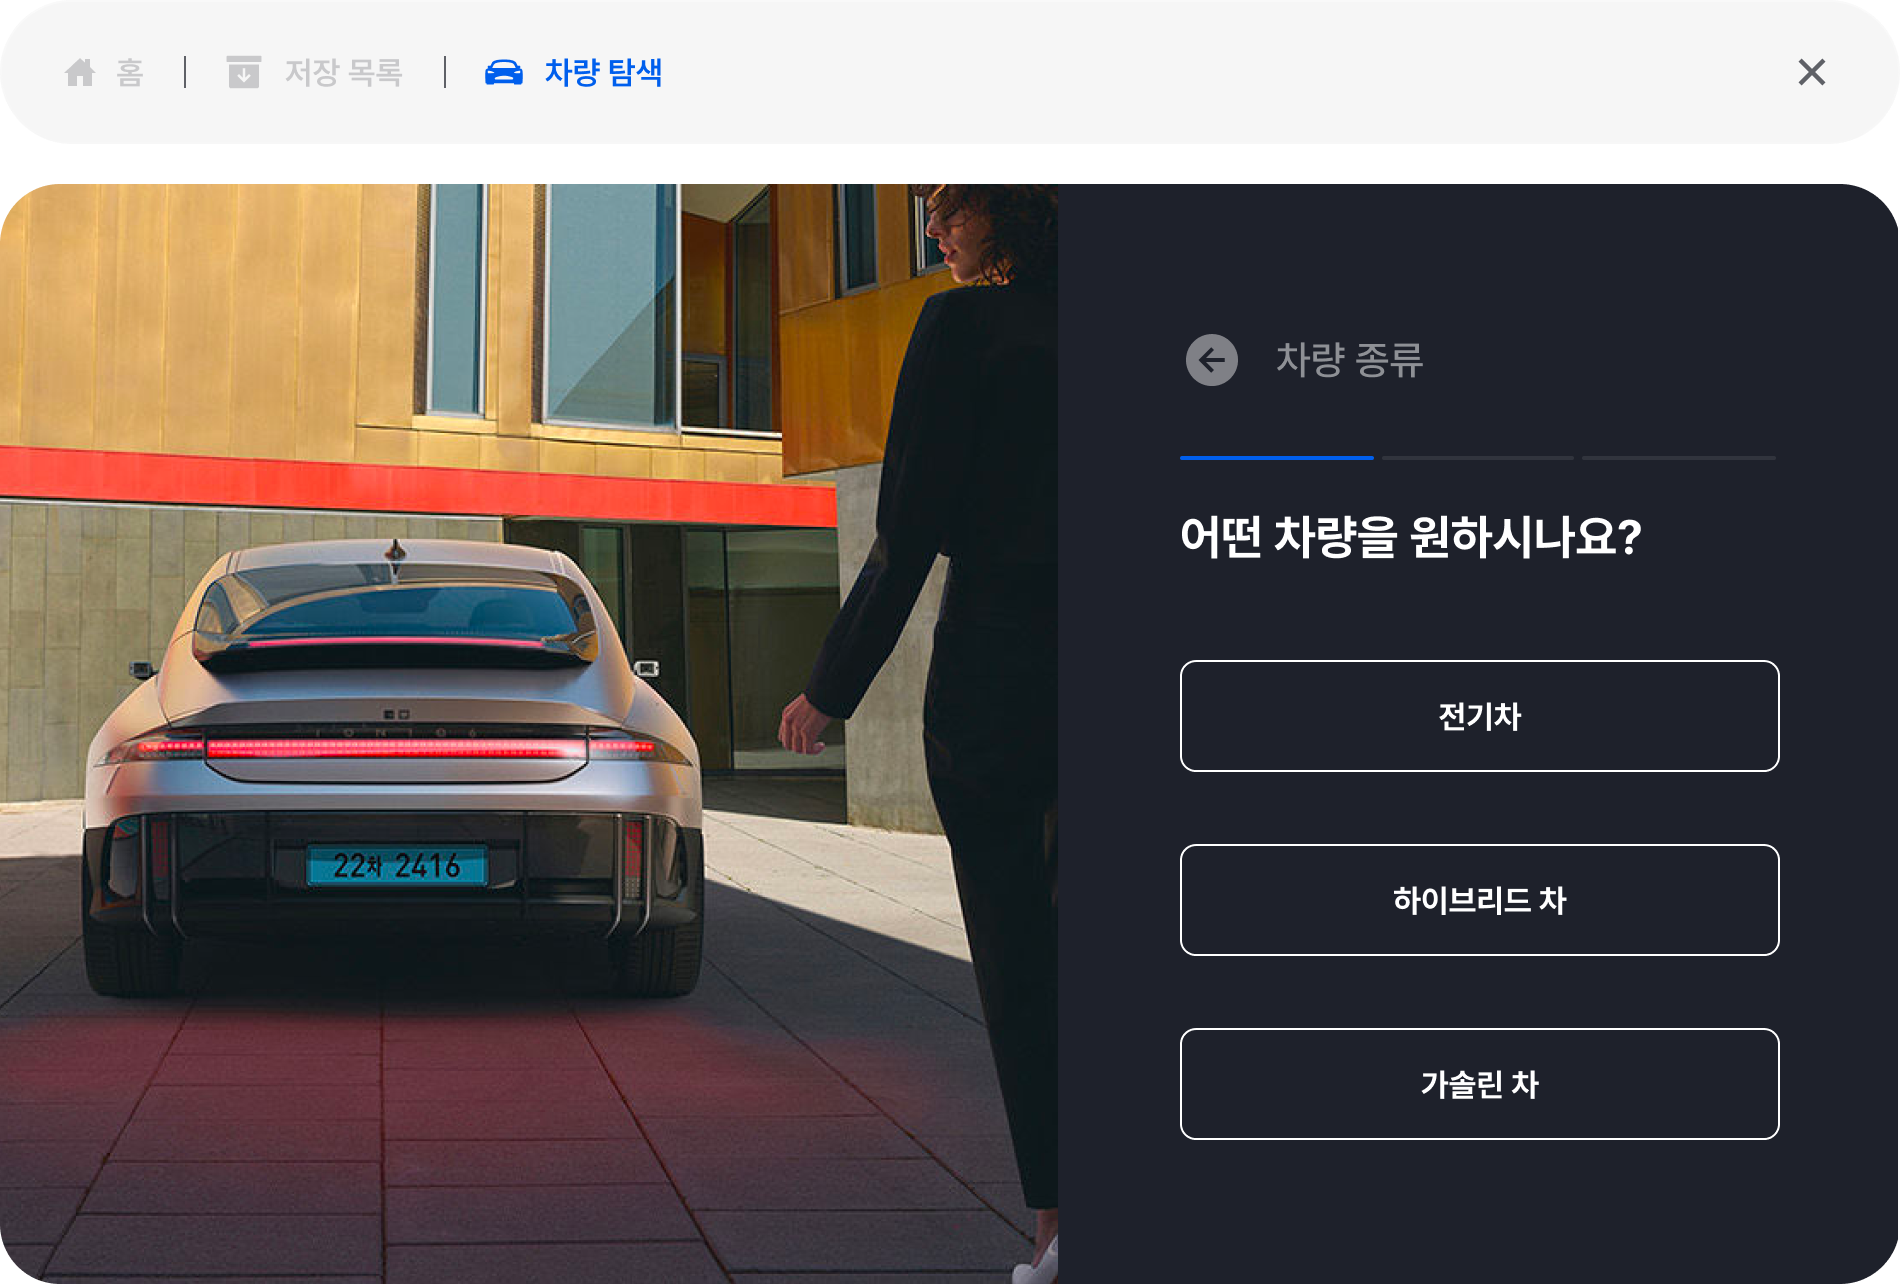 홈
저장 목록
차량 탐색
차량 종류
어떤 차량을 원하시나요?
전기차
하이브리드 차
가솔린 차
IONIQ 6
22차 2416